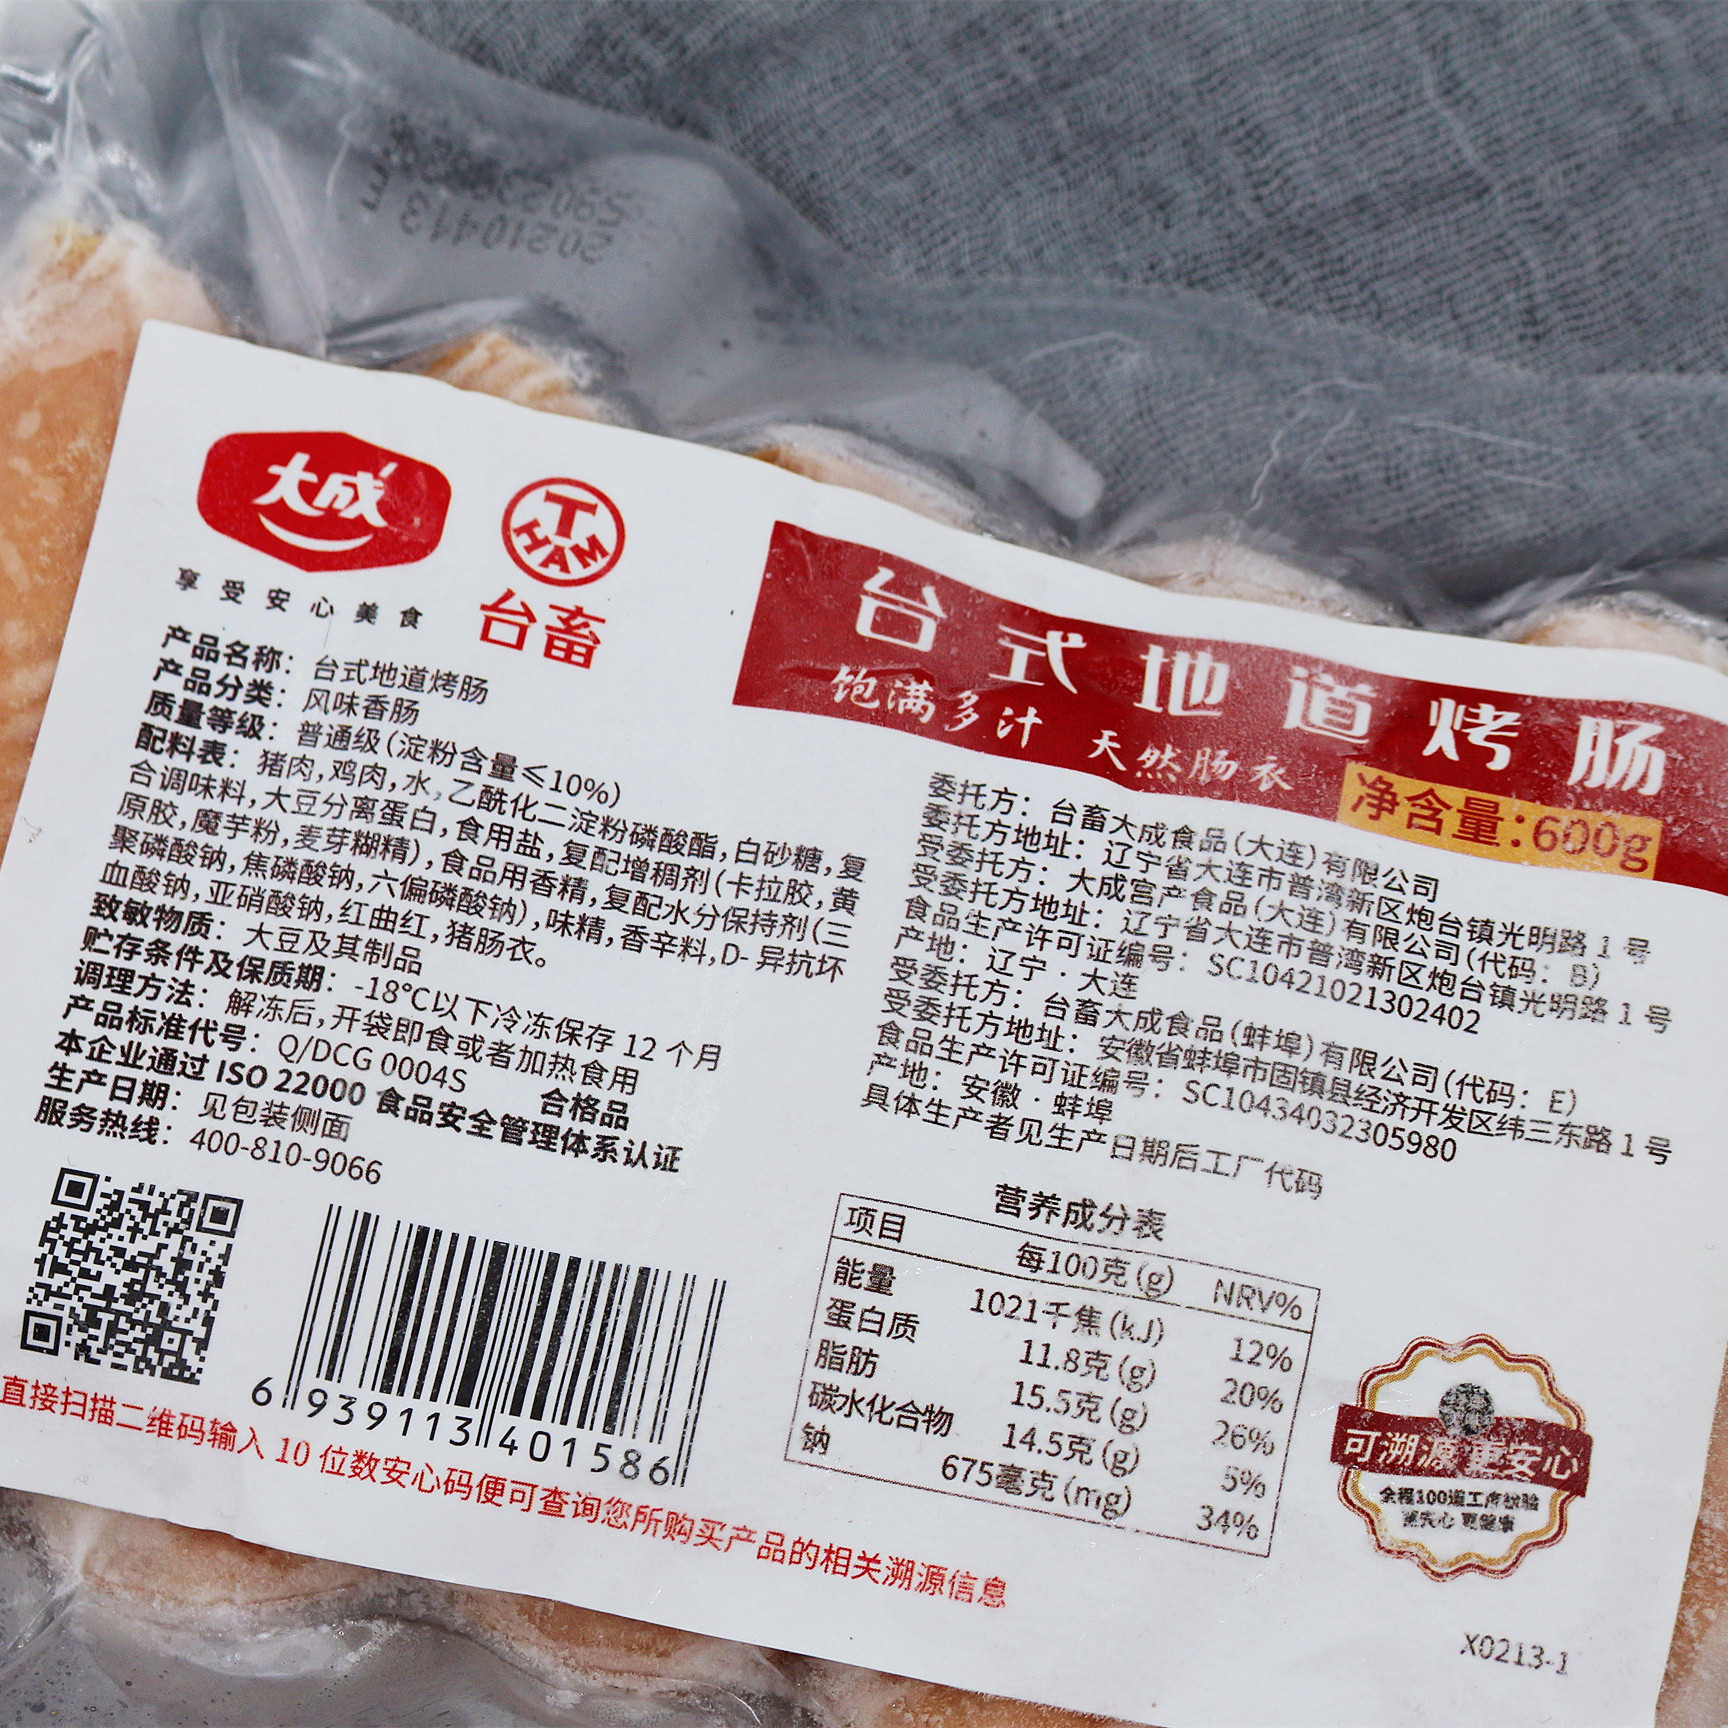 20210413 E
大成
享受安心美食
T HAM
台畜
台式地道烤肠
饱满多汁 天然肠衣
净含量:600g
产品名称：台式地道烤肠
产品分类：风味香肠
质量等级：普通级(淀粉含量≤10%)
配料表：猪肉,鸡肉,水,乙酰化二淀粉磷酸酯,白砂糖,复
合调味料,大豆分离蛋白,食用盐,复配增稠剂(卡拉胶,黄
原胶,魔芋粉,麦芽糊精),食品用香精,复配水分保持剂(三
聚磷酸钠,焦磷酸钠,六偏磷酸钠),味精,香辛料,D-异抗坏
血酸钠,亚硝酸钠,红曲红,猪肠衣。
致敏物质：大豆及其制品
贮存条件及保质期：-18℃以下冷冻保存 12 个月
调理方法：解冻后,开袋即食或者加热食用
产品标准代号：Q/DCG 0004S 合格品
本企业通过 ISO 22000 食品安全管理体系认证
生产日期：见包装侧面
服务热线：400-810-9066
6 939113 401586
直接扫描二维码输入 10 位数安心码便可查询您所购买产品的相关溯源信息
委托方：台畜大成食品(大连)有限公司
委托方地址：辽宁省大连市普湾新区炮台镇光明路 1 号
受委托方：大成宫产食品(大连)有限公司(代码：B)
受委托方地址：辽宁省大连市普湾新区炮台镇光明路 1 号
食品生产许可证编号：SC10421021302402
产地：辽宁·大连
受委托方：台畜大成食品(蚌埠)有限公司(代码：E)
受委托方地址：安徽省蚌埠市固镇县经济开发区纬三东路 1 号
食品生产许可证编号：SC10434032305980
产地：安徽·蚌埠
具体生产者见生产日期后工厂代码
营养成分表
项目 每100克(g) NRV%
能量 1021千焦(kJ) 12%
蛋白质 11.8克(g) 20%
脂肪 15.5克(g) 26%
碳水化合物 14.5克(g) 5%
钠 675毫克(mg) 34%
可溯源 更安心
全程100道工序检验
更安心 更健康
X0213-1